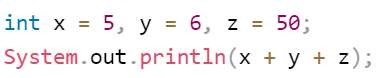 int x = 5, y = 6, z = 50;
System.out.println(x + y + z);